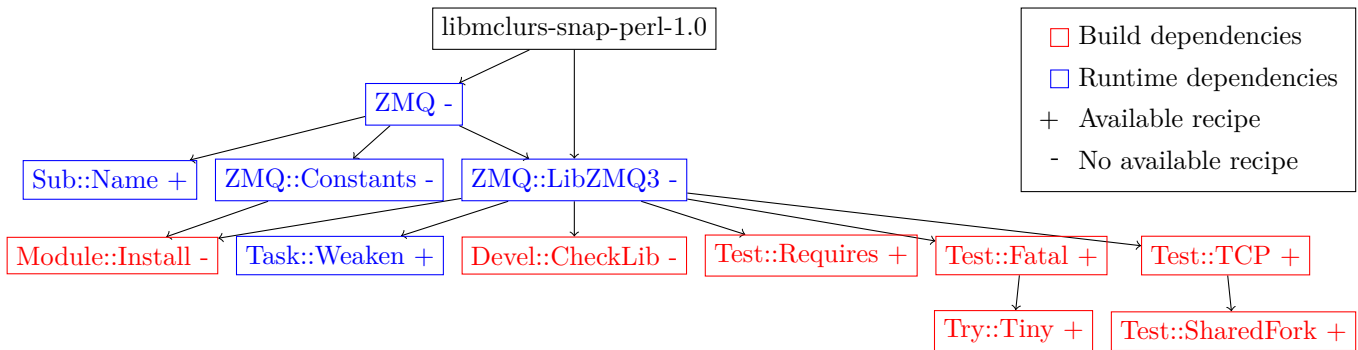 libmclurs-snap-perl-1.0
Build dependencies
Runtime dependencies
+ Available recipe
- No available recipe
ZMQ -
Sub::Name +
ZMQ::Constants -
ZMQ::LibZMQ3 -
Module::Install -
Task::Weaken +
Devel::CheckLib -
Test::Requires +
Test::Fatal +
Test::TCP +
Try::Tiny +
Test::SharedFork +